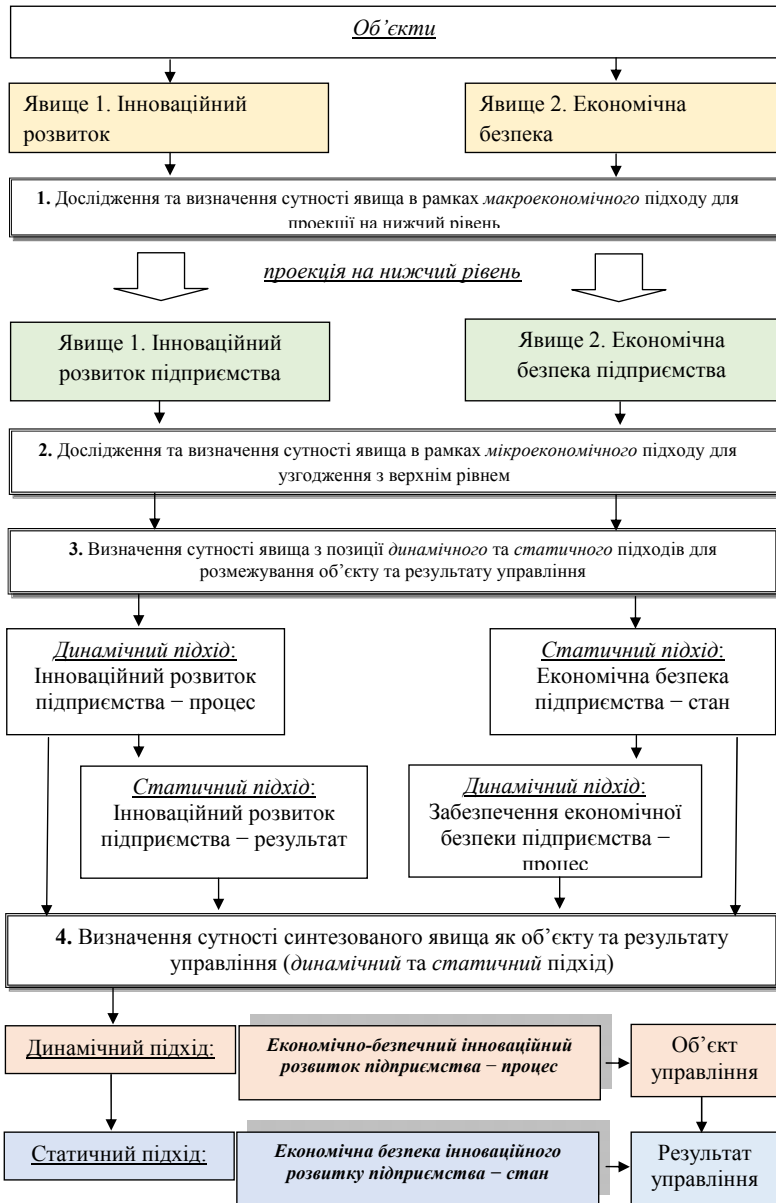 Об’єкти
Явище 1. Інноваційний
розвиток
Явище 2. Економічна
безпека
1. Дослідження та визначення сутності явища в рамках макроекономічного підходу для
проекції на нижчий рівень
проекція на нижчий рівень
Явище 1. Інноваційний
розвиток підприємства
Явище 2. Економічна
безпека підприємства
2. Дослідження та визначення сутності явища в рамках мікроекономічного підходу для
узгодження з верхнім рівнем
3. Визначення сутності явища з позиції динамічного та статичного підходів для
розмежування об’єкту та результату управління
Динамічний підхід:
Інноваційний розвиток
підприємства − процес
Статичний підхід:
Економічна безпека
підприємства − стан
Статичний підхід:
Інноваційний розвиток
підприємства − результат
Динамічний підхід:
Забезпечення економічної
безпеки підприємства −
процес
4. Визначення сутності синтезованого явища як об’єкту та результату
управління (динамічний та статичний підхід)
Динамічний підхід:
Економічно-безпечний інноваційний
розвиток підприємства − процес
Об’єкт
управління
Статичний підхід:
Економічна безпека інноваційного
розвитку підприємства − стан
Результат
управління